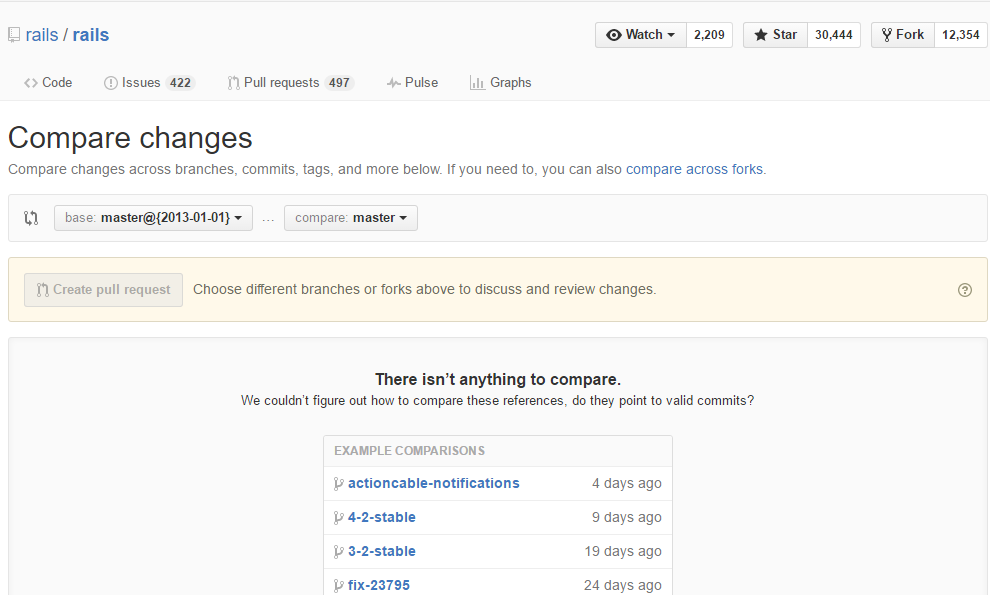 rails / rails Watch 2,209 Star 30,444 Fork 12,354
Code Issues 422 Pull requests 497 Pulse Graphs
Compare changes
Compare changes across branches, commits, tags, and more below. If you need to, you can also compare across forks.
base: master@{2013-01-01} ... compare: master
Create pull request Choose different branches or forks above to discuss and review changes.
There isn’t anything to compare.
We couldn’t figure out how to compare these references, do they point to valid commits?
EXAMPLE COMPARISONS
actioncable-notifications 4 days ago
4-2-stable 9 days ago
3-2-stable 19 days ago
fix-23795 24 days ago